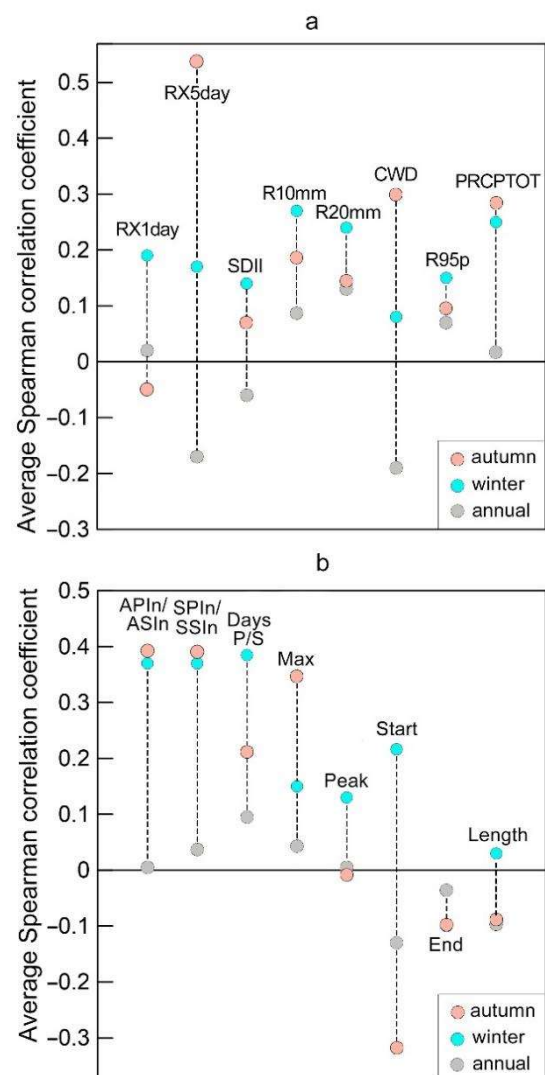 a
Average Spearman correlation coefficient
0.5
0.4
0.3
0.2
0.1
0
−0.1
−0.2
−0.3
RX1day
RX5day
SDII
R10mm
R20mm
CWD
R95p
PRCPTOT
autumn
winter
annual
b
Average Spearman correlation coefficient
0.5
0.4
0.3
0.2
0.1
0
−0.1
−0.2
−0.3
APIn/
ASIn
SPIn/
SSIn
Days
P/S
Max
Peak
Start
End
Length
autumn
winter
annual